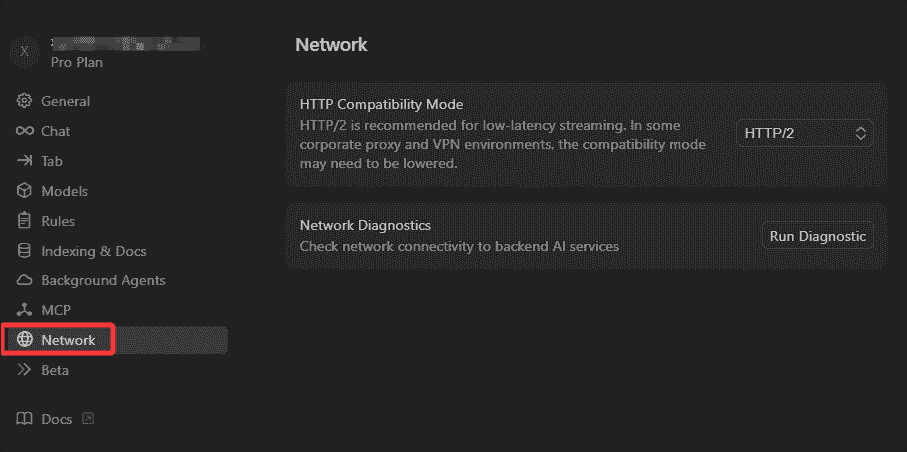 X
Pro Plan
General
Chat
Tab
Models
Rules
Indexing & Docs
Background Agents
MCP
Network
Beta
Docs
Network
HTTP Compatibility Mode
HTTP/2 is recommended for low-latency streaming. In some
corporate proxy and VPN environments, the compatibility mode
may need to be lowered.
HTTP/2
Network Diagnostics
Check network connectivity to backend AI services
Run Diagnostic